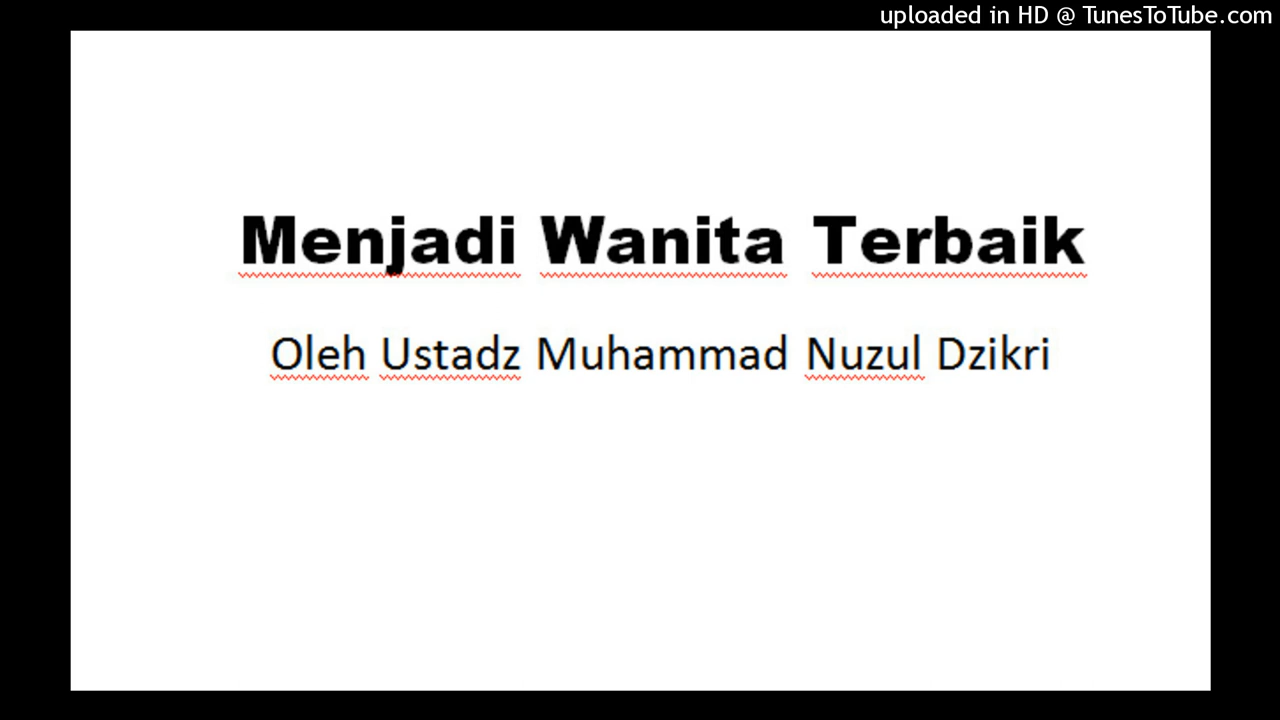 uploaded in HD @ TunesToTube.com
Menjadi Wanita Terbaik
Oleh Ustadz Muhammad Nuzul Dzikri